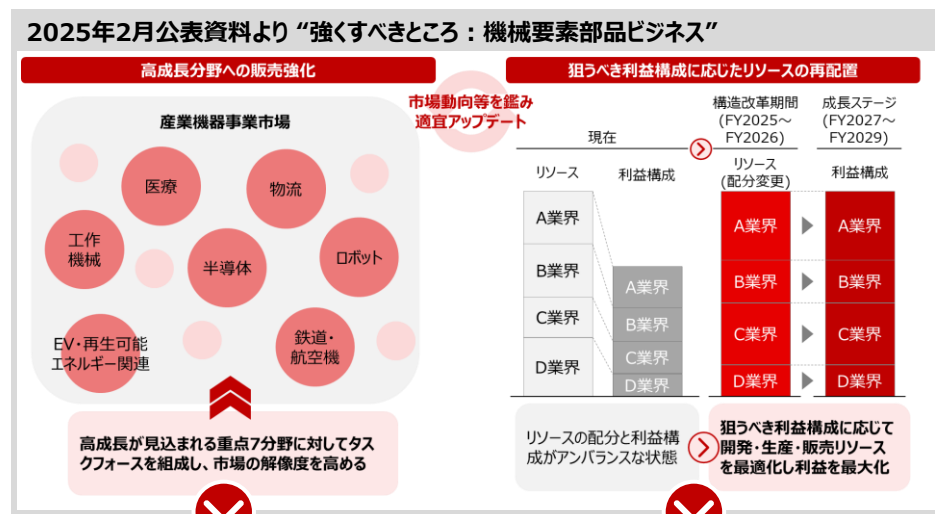 2025年2月公表資料より “強くすべきところ：機械要素部品ビジネス”
高成長分野への販売強化
産業機器事業市場
医療
物流
工作
機械
半導体
ロボット
EV・再生可能
エネルギー関連
鉄道・
航空機
高成長が見込まれる重点7分野に対してタス
クフォースを組成し、市場の解像度を高める
市場動向等を鑑み
適宜アップデート
狙うべき利益構成に応じたリソースの再配置
現在
構造改革期間
(FY2025～
FY2026)
成長ステージ
(FY2027～
FY2029)
リソース
利益構成
リソース
(配分変更)
利益構成
A業界
B業界
C業界
D業界
A業界
B業界
C業界
D業界
A業界
B業界
C業界
D業界
A業界
B業界
C業界
D業界
リソースの配分と利益構
成がアンバランスな状態
狙うべき利益構成に応じて
開発・生産・販売リソース
を最適化し利益を最大化